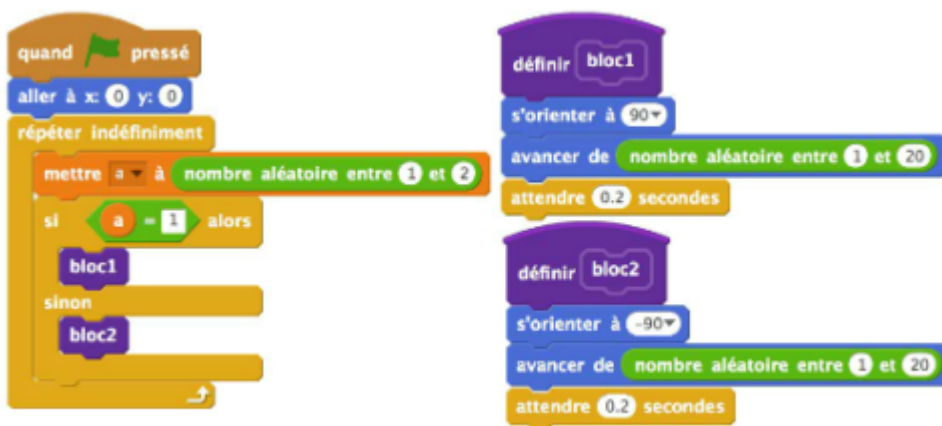 quand pressé
aller à x: 0 y: 0
répéter indéfiniment
mettre a à nombre aléatoire entre 1 et 2
si a = 1 alors
bloc1
sinon
bloc2
définir bloc1
s'orienter à 90
avancer de nombre aléatoire entre 1 et 20
attendre 0.2 secondes
définir bloc2
s'orienter à -90
avancer de nombre aléatoire entre 1 et 20
attendre 0.2 secondes